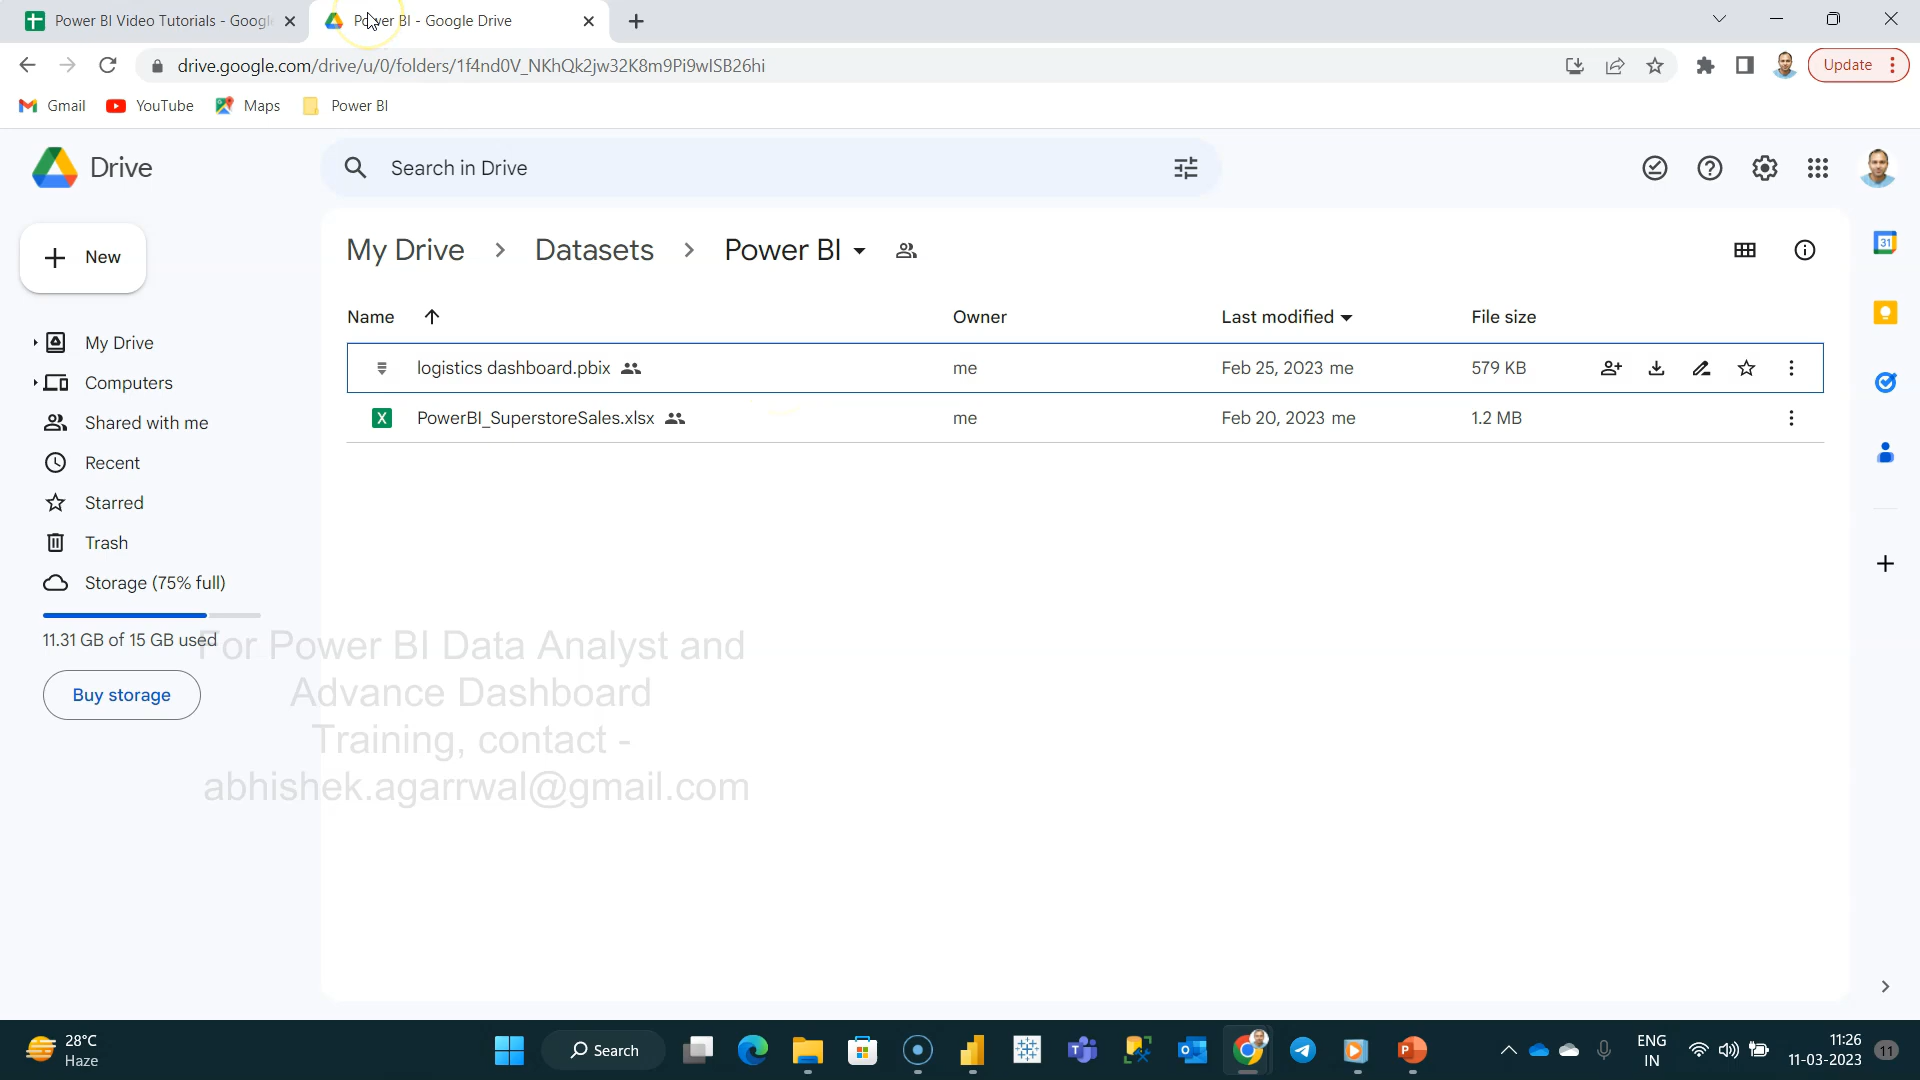 Power BI Video Tutorials - Googl
Power BI - Google Drive
drive.google.com/drive/u/0/folders/1f4nd0V_NKhQk2jw32K8m9Pi9wISB26hi
Update
Gmail
YouTube
Maps
Power BI
Drive
Search in Drive
New
My Drive
Datasets
Power BI
31
Name
Owner
Last modified
File size
My Drive
logistics dashboard.pbix
me
Feb 25, 2023 me
579 KB
Computers
X
PowerBI_SuperstoreSales.xlsx
me
Feb 20, 2023 me
1.2 MB
Shared with me
Recent
Starred
Trash
Storage (75% full)
11.31 GB of 15 GB used
Buy storage
For Power BI Data Analyst and
Advance Dashboard
Training, contact -
abhishek.agarrwal@gmail.com
28°C
Haze
Search
ENG
IN
11:26
11-03-2023
11